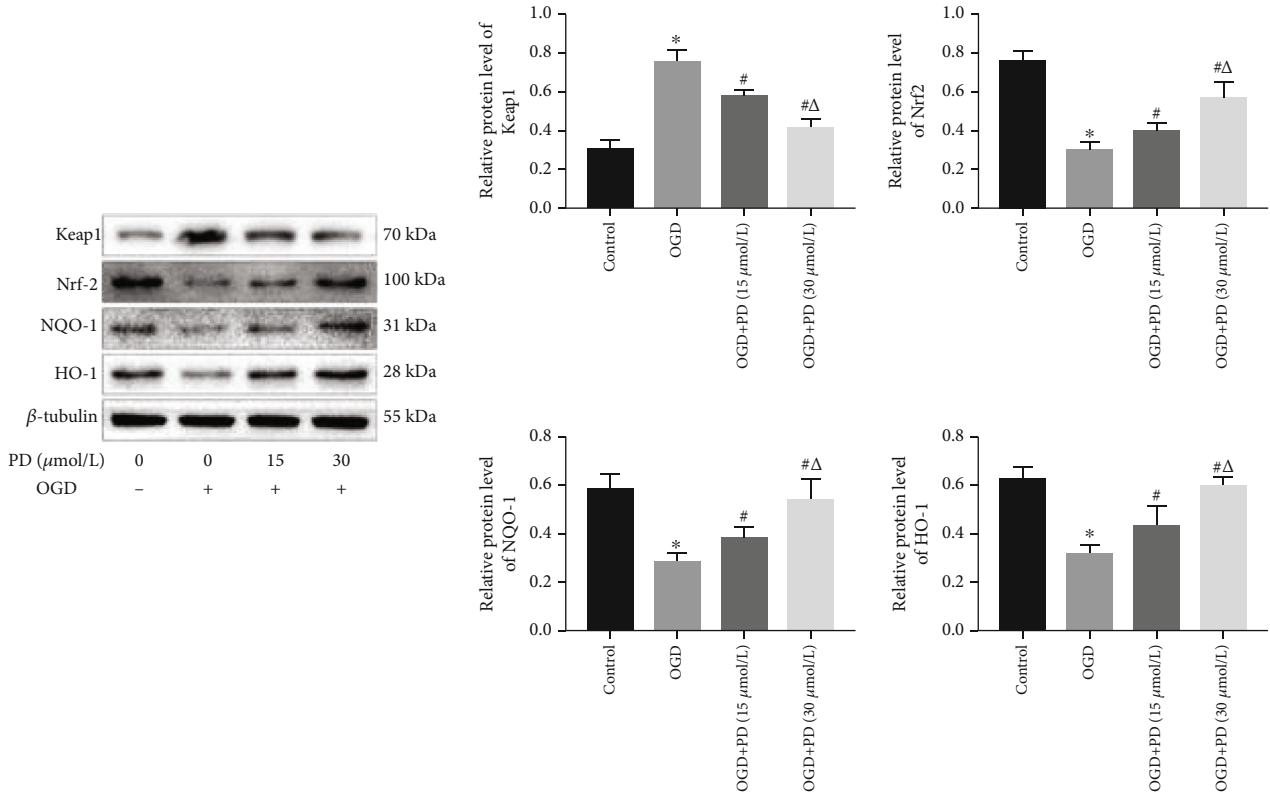 Keap1 70 kDa
Nrf-2 100 kDa
NQO-1 31 kDa
HO-1 28 kDa
β-tubulin 55 kDa
PD (μmol/L) 0 0 15 30
OGD – + + +
Relative protein level of
Keap1
1.0
0.8
0.6
0.4
0.2
0.0
*
#
#Δ
Control
OGD
OGD+PD (15 μmol/L)
OGD+PD (30 μmol/L)
Relative protein level
of Nrf2
1.0
0.8
0.6
0.4
0.2
0.0
*
#
#Δ
Control
OGD
OGD+PD (15 μmol/L)
OGD+PD (30 μmol/L)
Relative protein level
of NQO-1
0.8
0.6
0.4
0.2
0.0
*
#
#Δ
Control
OGD
OGD+PD (15 μmol/L)
OGD+PD (30 μmol/L)
Relative protein level
of HO-1
0.8
0.6
0.4
0.2
0.0
*
#
#Δ
Control
OGD
OGD+PD (15 μmol/L)
OGD+PD (30 μmol/L)